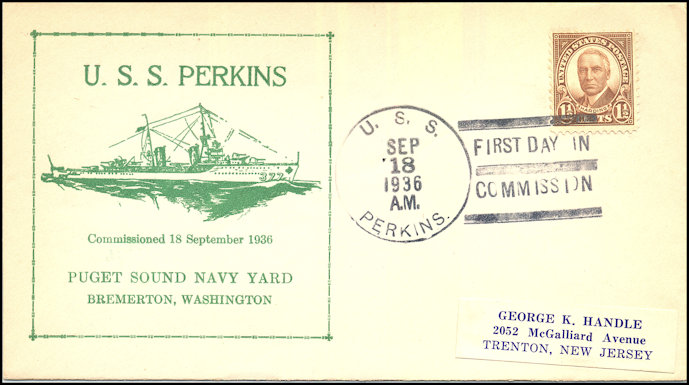 U. S. S. PERKINS
377
Commissioned 18 September 1936
PUGET SOUND NAVY YARD
BREMERTON, WASHINGTON
U. S. S.
SEP
18
1936
A.M.
PERKINS.
FIRST DAY IN
COMMISSION
UNITED STATES POSTAGE
HARDING
1½
1½
GEORGE K. HANDLE
2052 McGalliard Avenue
TRENTON, NEW JERSEY